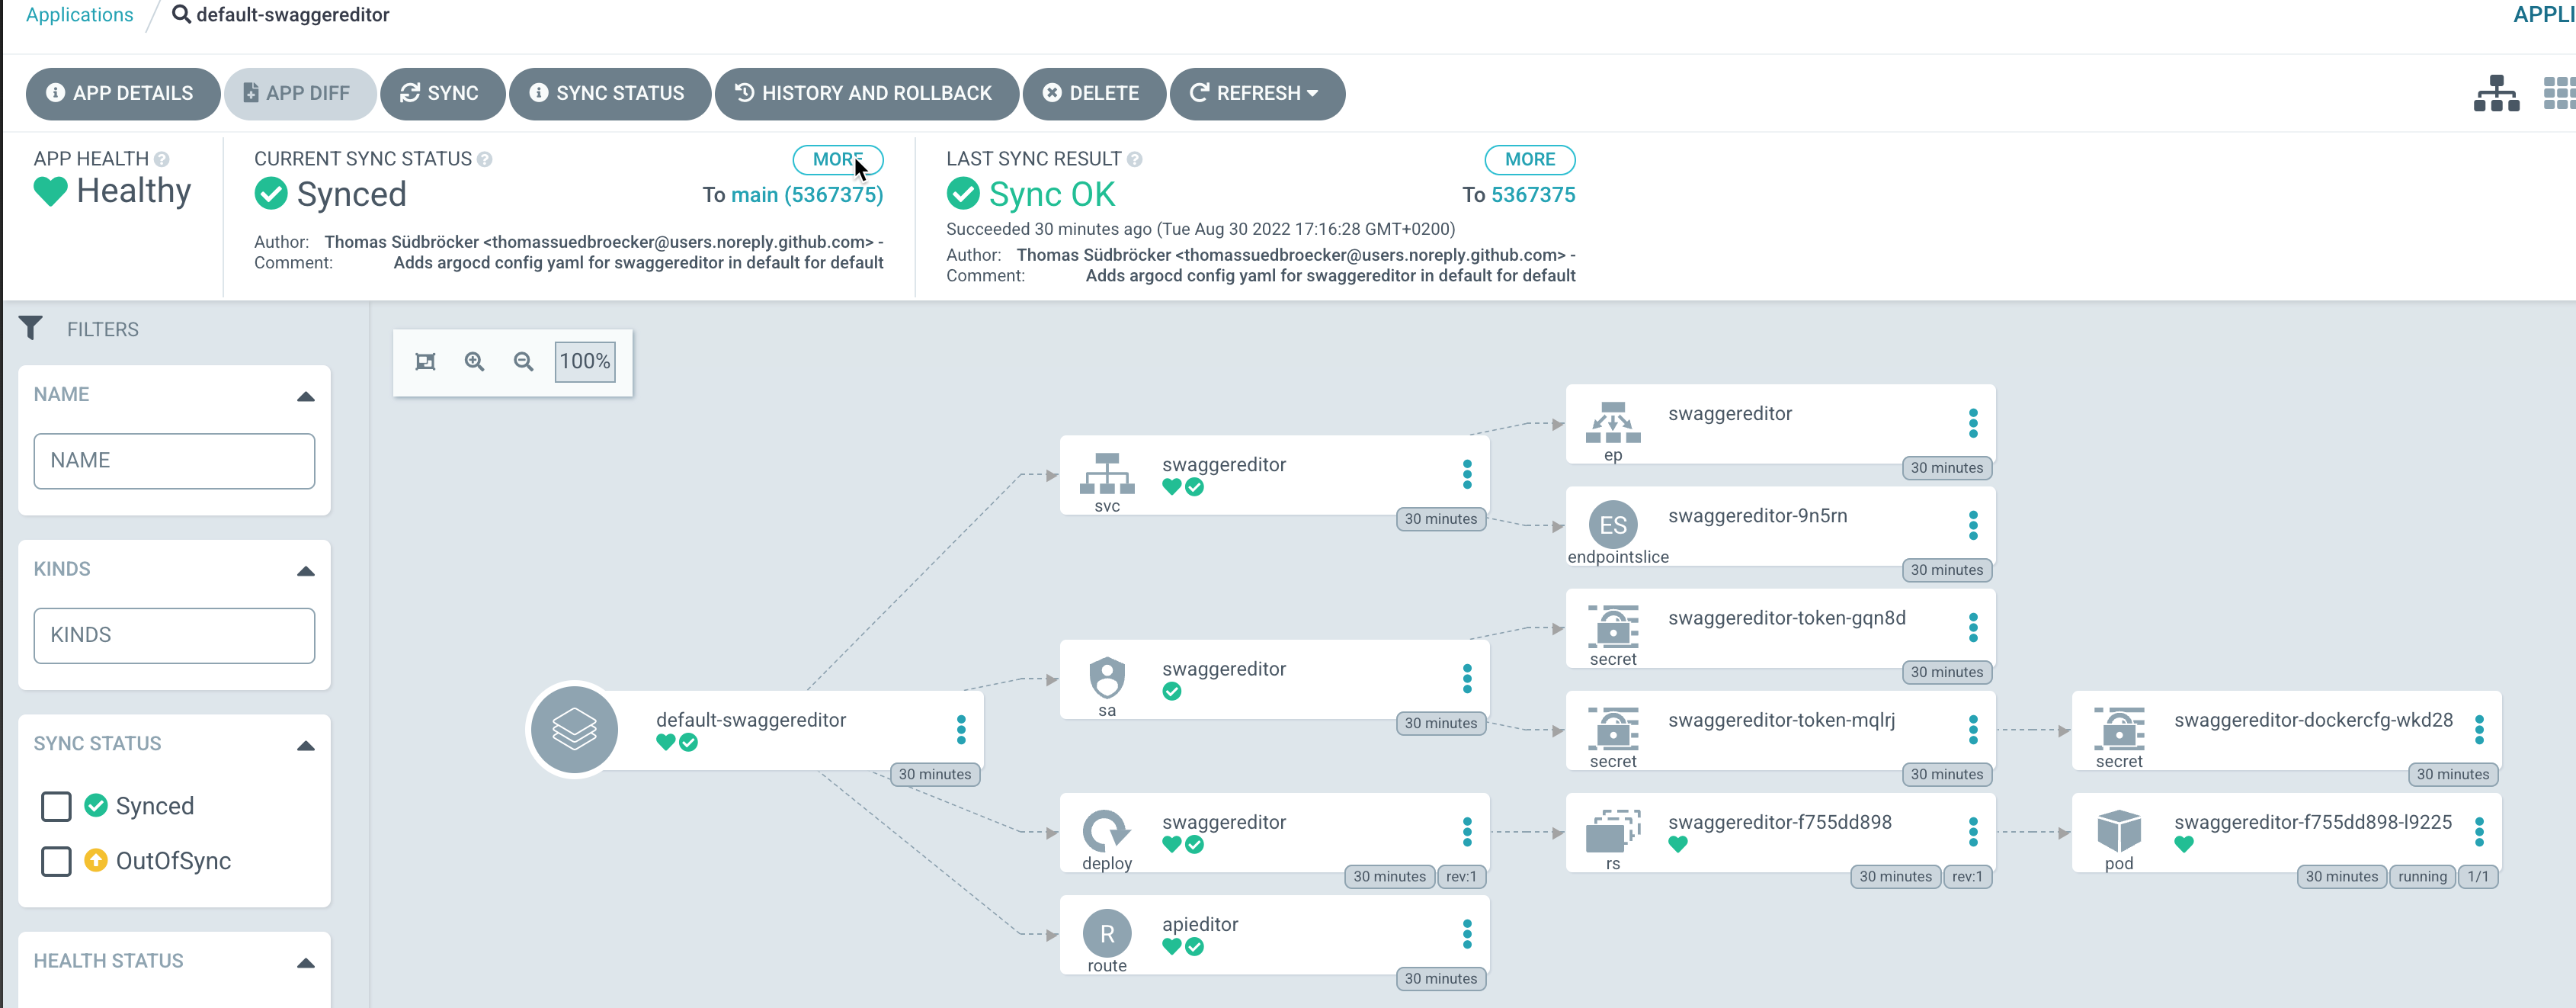 Applications / default-swaggereditor
APPLI
APP DETAILS APP DIFF SYNC SYNC STATUS HISTORY AND ROLLBACK DELETE REFRESH
APP HEALTH
Healthy
CURRENT SYNC STATUS
MORE
Synced
To main (5367375)
Author: Thomas Südbröcker <thomassuedbroecker@users.noreply.github.com> -
Comment: Adds argocd config yaml for swaggereditor in default for default
LAST SYNC RESULT
MORE
Sync OK
To 5367375
Succeeded 30 minutes ago (Tue Aug 30 2022 17:16:28 GMT+0200)
Author: Thomas Südbröcker <thomassuedbroecker@users.noreply.github.com> -
Comment: Adds argocd config yaml for swaggereditor in default for default
FILTERS
NAME
NAME
KINDS
KINDS
SYNC STATUS
Synced
OutOfSync
HEALTH STATUS
100%
default-swaggereditor
30 minutes
swaggereditor
svc
30 minutes
swaggereditor
sa
30 minutes
swaggereditor
deploy
30 minutes rev:1
R
apieditor
route
30 minutes
swaggereditor
ep
30 minutes
ES
swaggereditor-9n5rn
endpointslice
30 minutes
swaggereditor-token-gqn8d
secret
30 minutes
swaggereditor-token-mqlrj
secret
30 minutes
swaggereditor-f755dd898
rs
30 minutes rev:1
swaggereditor-dockercfg-wkd28
secret
30 minutes
swaggereditor-f755dd898-l9225
pod
30 minutes running 1/1